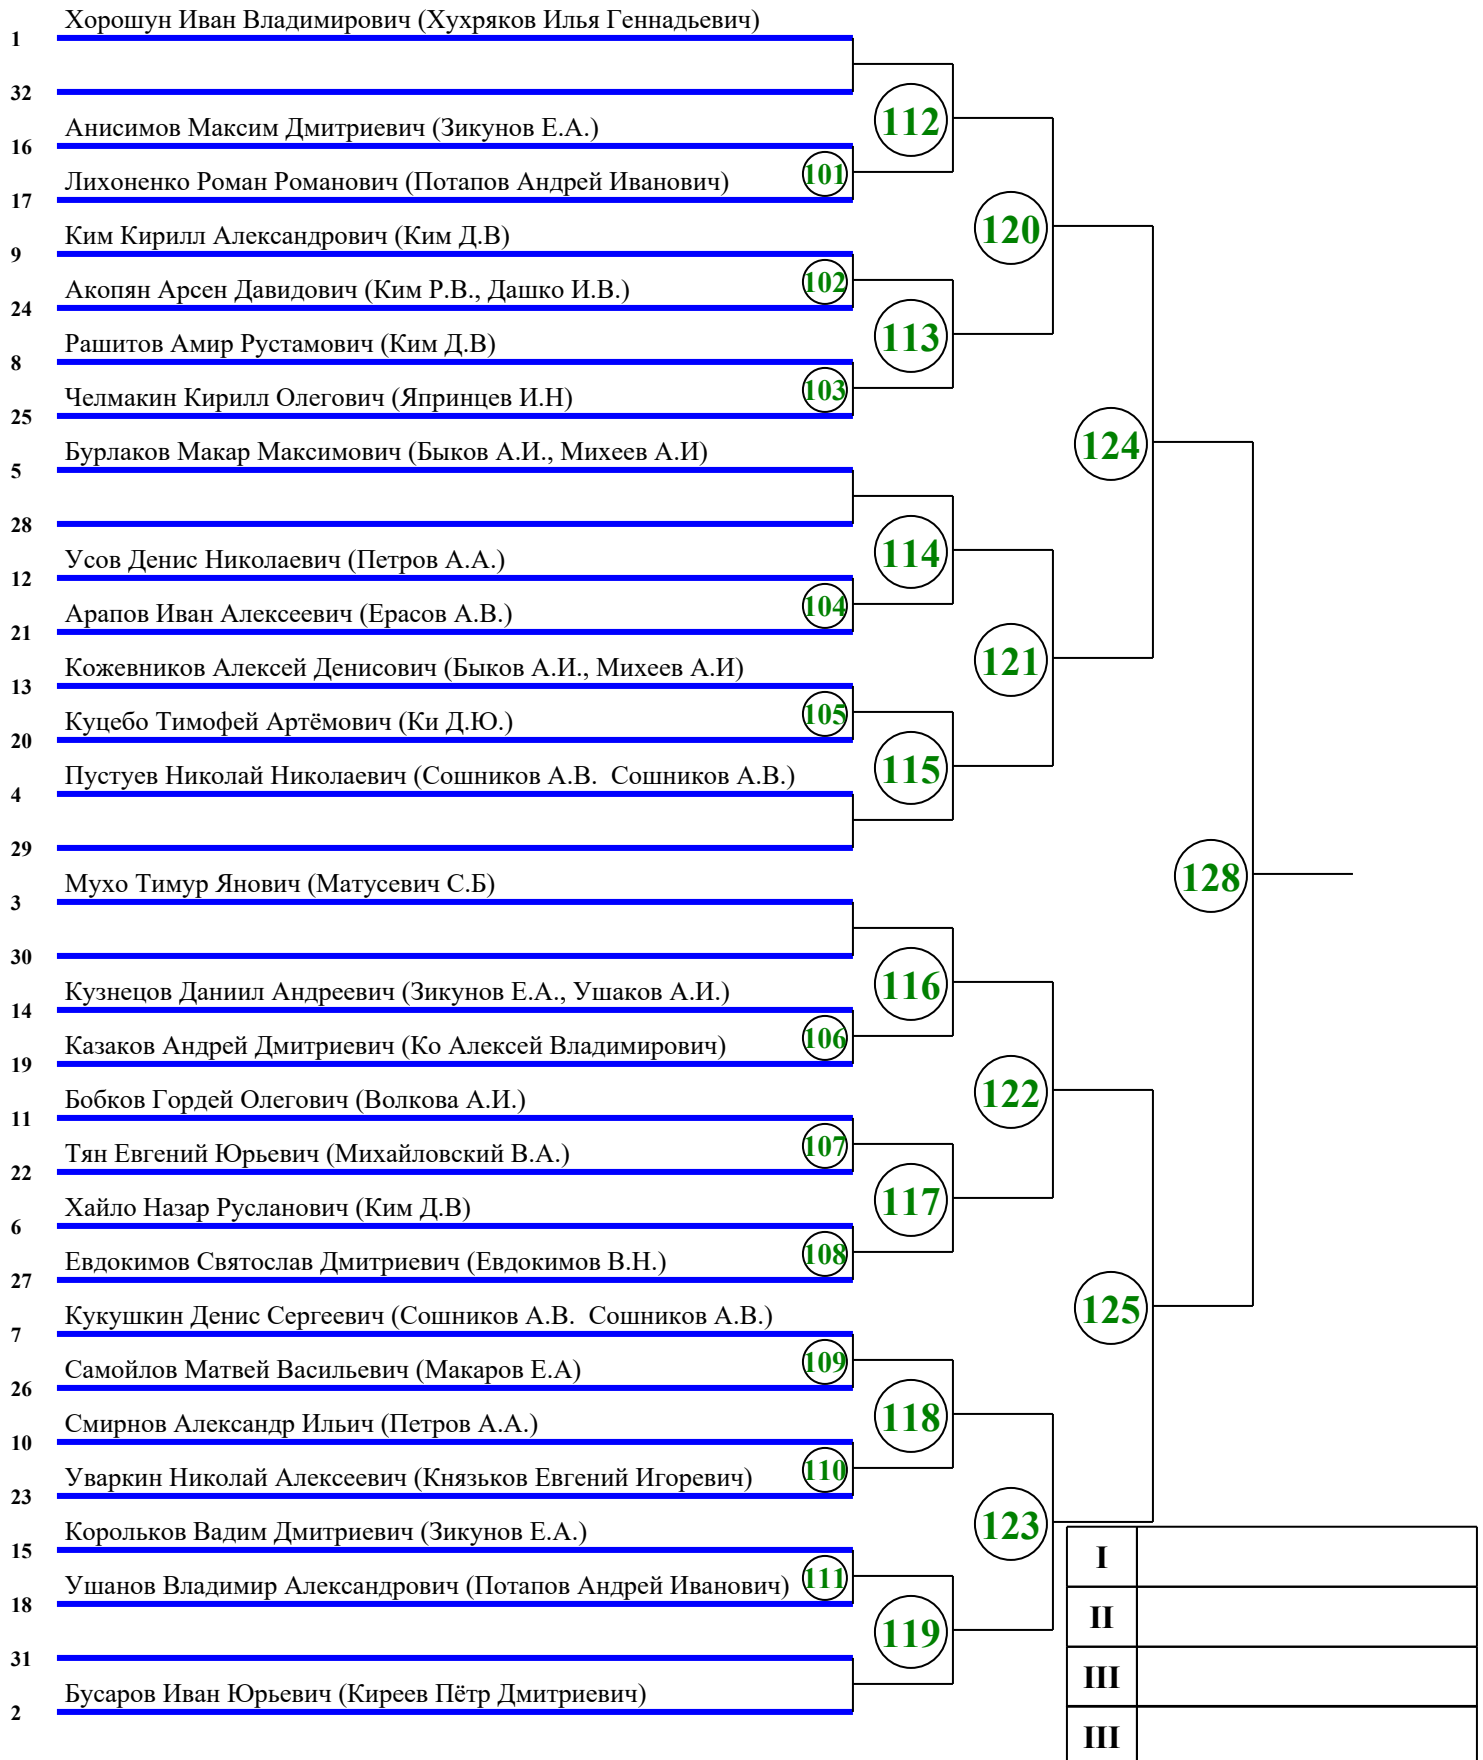 Хорошун Иван Владимирович (Хухряков Илья Геннадьевич)
1
32
112
Анисимов Максим Дмитриевич (Зикунов Е.А.)
16
101
Лихоненко Роман Романович (Потапов Андрей Иванович)
17
120
Ким Кирилл Александрович (Ким Д.В)
9
102
Акопян Арсен Давидович (Ким Р.В., Дашко И.В.)
24
113
Рашитов Амир Рустамович (Ким Д.В)
8
103
Челмакин Кирилл Олегович (Япринцев И.Н)
25
124
Бурлаков Макар Максимович (Быков А.И., Михеев А.И)
5
28
114
Усов Денис Николаевич (Петров А.А.)
12
104
Арапов Иван Алексеевич (Ерасов А.В.)
21
121
Кожевников Алексей Денисович (Быков А.И., Михеев А.И)
13
105
Куцебо Тимофей Артёмович (Ки Д.Ю.)
20
115
Пустуев Николай Николаевич (Сошников А.В.  Сошников А.В.)
4
29
128
Мухо Тимур Янович (Матусевич С.Б)
3
30
116
Кузнецов Даниил Андреевич (Зикунов Е.А., Ушаков А.И.)
14
106
Казаков Андрей Дмитриевич (Ко Алексей Владимирович)
19
122
Бобков Гордей Олегович (Волкова А.И.)
11
107
Тян Евгений Юрьевич (Михайловский В.А.)
22
117
Хайло Назар Русланович (Ким Д.В)
6
108
Евдокимов Святослав Дмитриевич (Евдокимов В.Н.)
27
125
Кукушкин Денис Сергеевич (Сошников А.В.  Сошников А.В.)
7
109
Самойлов Матвей Васильевич (Макаров Е.А)
26
118
Смирнов Александр Ильич (Петров А.А.)
10
110
Уваркин Николай Алексеевич (Князьков Евгений Игоревич)
23
123
Корольков Вадим Дмитриевич (Зикунов Е.А.)
15
I
111
Ушанов Владимир Александрович (Потапов Андрей Иванович)
18
II
119
31
III
Бусаров Иван Юрьевич (Киреев Пётр Дмитриевич)
2
III